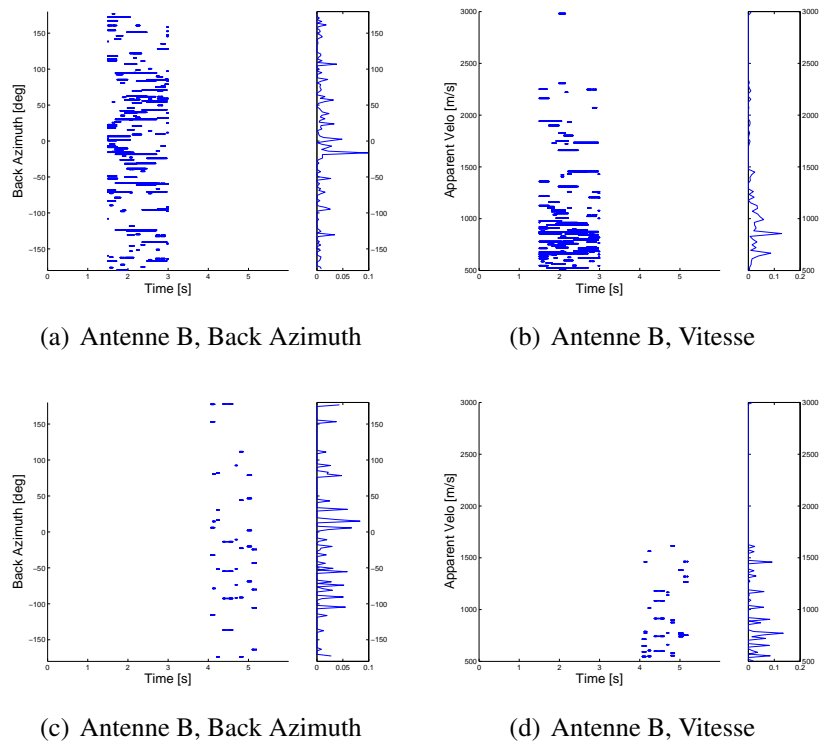 150
100
50
0
−50
−100
−150
Back Azimuth [deg]
0 1 2 3 4 5
Time [s]
150
100
50
0
−50
−100
−150
0 0.05 0.1
3000
2500
2000
1500
1000
500
Apparent Velo [m/s]
0 1 2 3 4 5
Time [s]
3000
2500
2000
1500
1000
500
0 0.1 0.2
(a) Antenne B, Back Azimuth
(b) Antenne B, Vitesse
150
100
50
0
−50
−100
−150
Back Azimuth [deg]
0 1 2 3 4 5
Time [s]
150
100
50
0
−50
−100
−150
0 0.05 0.1
3000
2500
2000
1500
1000
500
Apparent Velo [m/s]
0 1 2 3 4 5
Time [s]
3000
2500
2000
1500
1000
500
0 0.1 0.2
(c) Antenne B, Back Azimuth
(d) Antenne B, Vitesse